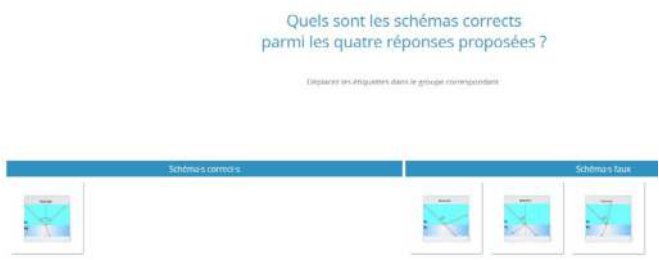 Quels sont les schémas corrects
parmi les quatre réponses proposées ?
Déplacez les étiquettes dans le groupe correspondant
Schémas corrects
Schémas faux